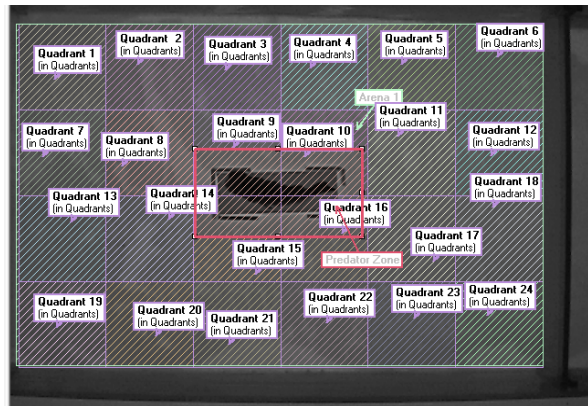 Quadrant 1
(in Quadrants)
Quadrant 2
(in Quadrants)
Quadrant 3
(in Quadrants)
Quadrant 4
(in Quadrants)
Quadrant 5
(in Quadrants)
Quadrant 6
(in Quadrants)
Quadrant 7
(in Quadrants)
Quadrant 8
(in Quadrants)
Quadrant 9
(in Quadrants)
Quadrant 10
(in Quadrants)
Arena 1
Quadrant 11
(in Quadrants)
Quadrant 12
(in Quadrants)
Quadrant 13
(in Quadrants)
Quadrant 14
(in Quadrants)
Quadrant 15
(in Quadrants)
Quadrant 16
(in Quadrants)
Predator Zone
Quadrant 17
(in Quadrants)
Quadrant 18
(in Quadrants)
Quadrant 19
(in Quadrants)
Quadrant 20
(in Quadrants)
Quadrant 21
(in Quadrants)
Quadrant 22
(in Quadrants)
Quadrant 23
(in Quadrants)
Quadrant 24
(in Quadrants)